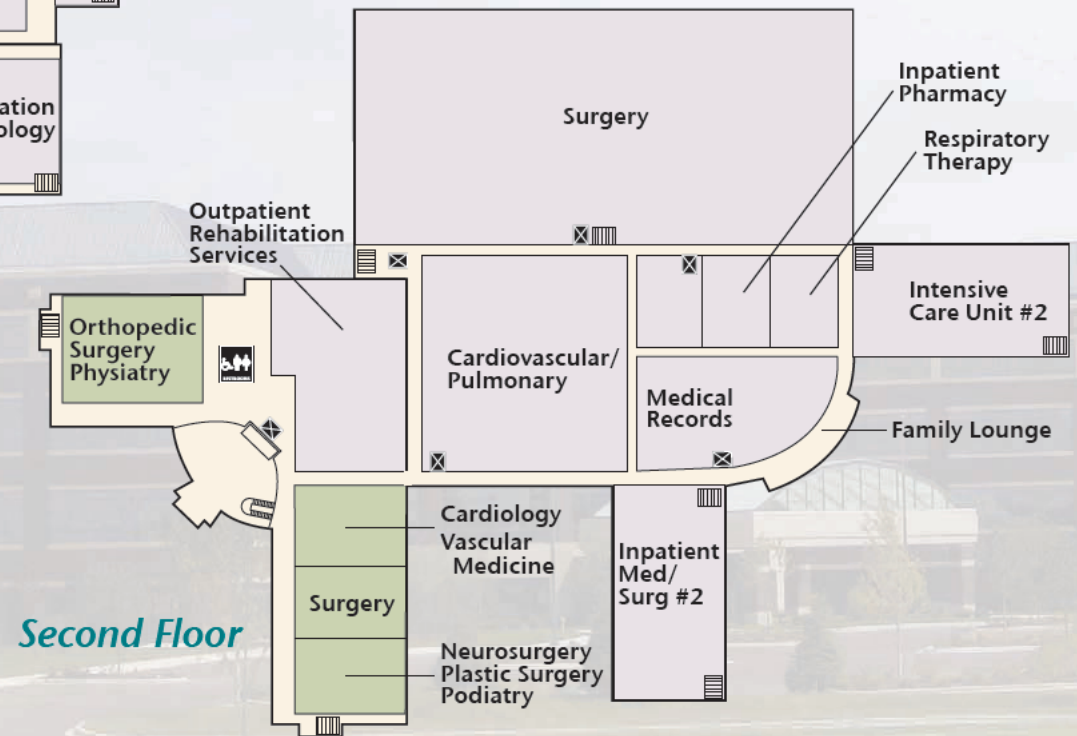 ation
ology
Surgery
Inpatient
Pharmacy
Respiratory
Therapy
Outpatient
Rehabilitation
Services
Intensive
Care Unit #2
Orthopedic
Surgery
Physiatry
Cardiovascular/
Pulmonary
Medical
Records
Family Lounge
Cardiology
Vascular
Medicine
Inpatient
Med/
Surg #2
Surgery
Second Floor
Neurosurgery
Plastic Surgery
Podiatry